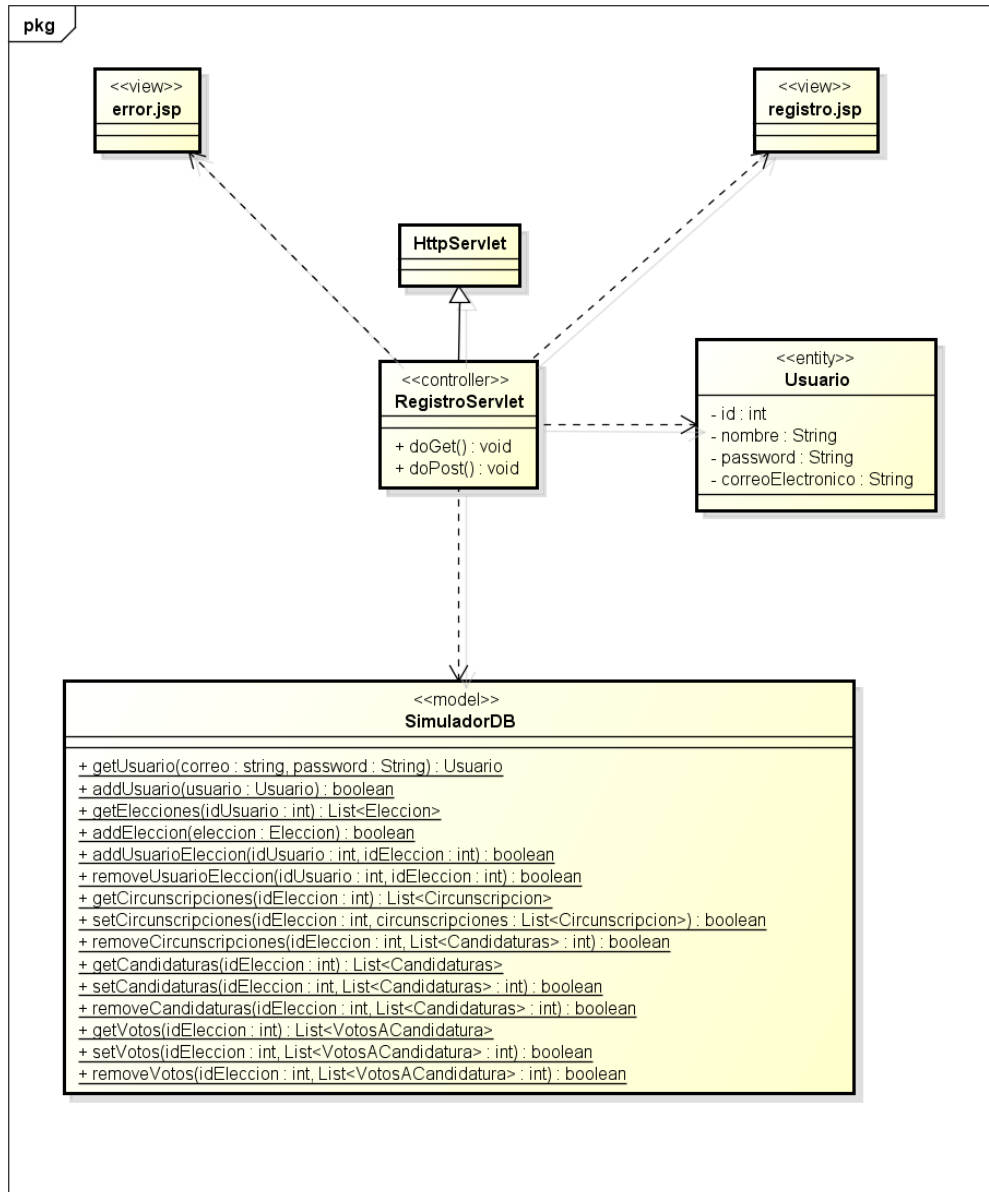 pkg
<<view>>
error.jsp
<<view>>
registro.jsp
HttpServlet
<<controller>>
RegistroServlet
+ doGet() : void
+ doPost() : void
<<entity>>
Usuario
- id : int
- nombre : String
- password : String
- correoElectronico : String
<<model>>
SimuladorDB
+ getUsuario(correo : string, password : String) : Usuario
+ addUsuario(usuario : Usuario) : boolean
+ getElecciones(idUsuario : int) : List<Eleccion>
+ addEleccion(eleccion : Eleccion) : boolean
+ addUsuarioEleccion(idUsuario : int, idEleccion : int) : boolean
+ removeUsuarioEleccion(idUsuario : int, idEleccion : int) : boolean
+ getCircunscripciones(idEleccion : int) : List<Circunscripcion>
+ setCircunscripciones(idEleccion : int, circunscripciones : List<Circunscripcion>) : boolean
+ removeCircunscripciones(idEleccion : int, List<Candidaturas> : int) : boolean
+ getCandidaturas(idEleccion : int) : List<Candidaturas>
+ setCandidaturas(idEleccion : int, List<Candidaturas> : int) : boolean
+ removeCandidaturas(idEleccion : int, List<Candidaturas> : int) : boolean
+ getVotos(idEleccion : int) : List<VotosACandidatura>
+ setVotos(idEleccion : int, List<VotosACandidatura> : int) : boolean
+ removeVotos(idEleccion : int, List<VotosACandidatura> : int) : boolean